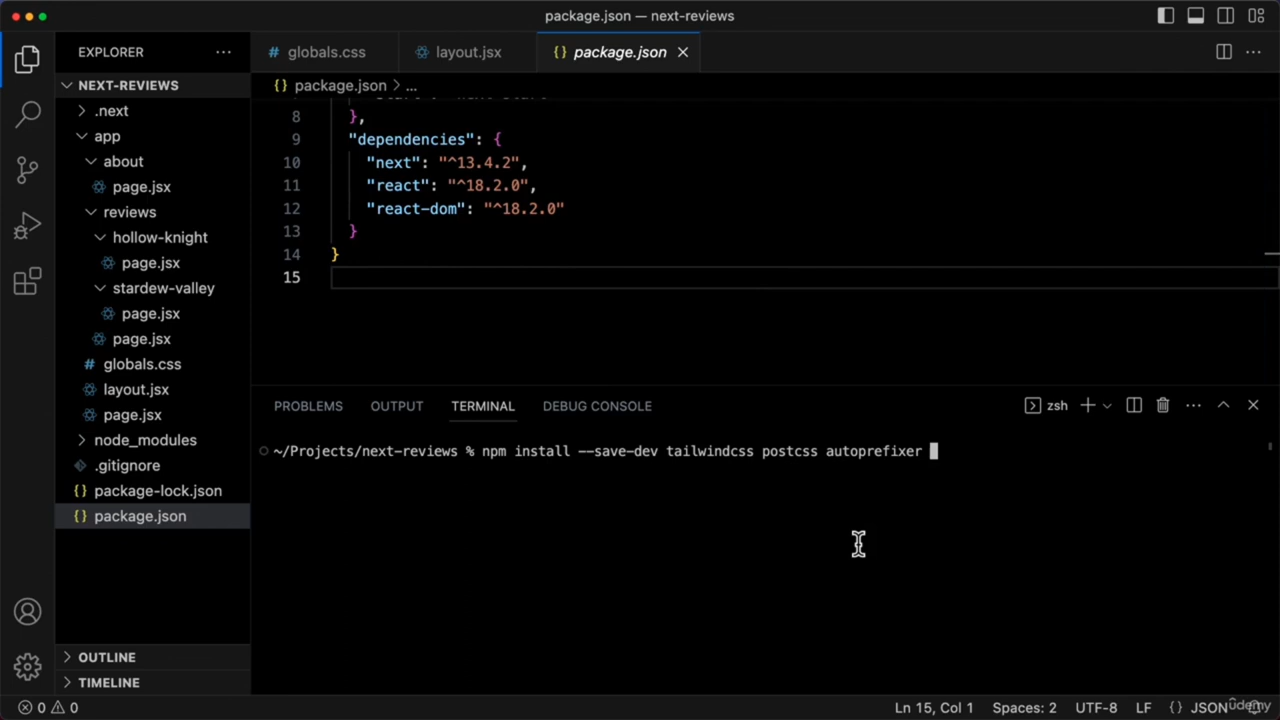 package.json — next-reviews
EXPLORER
NEXT-REVIEWS
.next
app
about
page.jsx
reviews
hollow-knight
page.jsx
stardew-valley
page.jsx
page.jsx
# globals.css
layout.jsx
page.jsx
node_modules
.gitignore
{} package-lock.json
{} package.json
OUTLINE
TIMELINE
# globals.css
layout.jsx
{} package.json
{} package.json > ...
8 },
9 "dependencies": {
10 "next": "^13.4.2",
11 "react": "^18.2.0",
12 "react-dom": "^18.2.0"
13 }
14 }
15
PROBLEMS OUTPUT TERMINAL DEBUG CONSOLE
zsh
~/Projects/next-reviews % npm install --save-dev tailwindcss postcss autoprefixer
0 0
Ln 15, Col 1 Spaces: 2 UTF-8 LF {} JSON
udemy